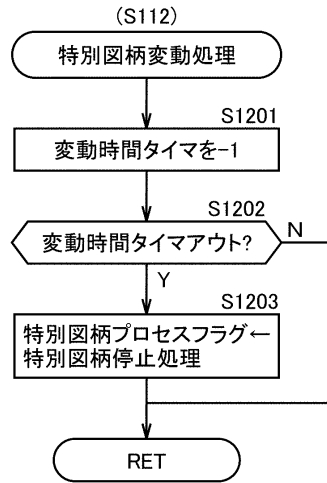 (S112)
特別図柄変動処理
S1201
変動時間タイマを-1
S1202
変動時間タイマアウト?
N
Y
S1203
特別図柄プロセスフラグ←
特別図柄停止処理
RET